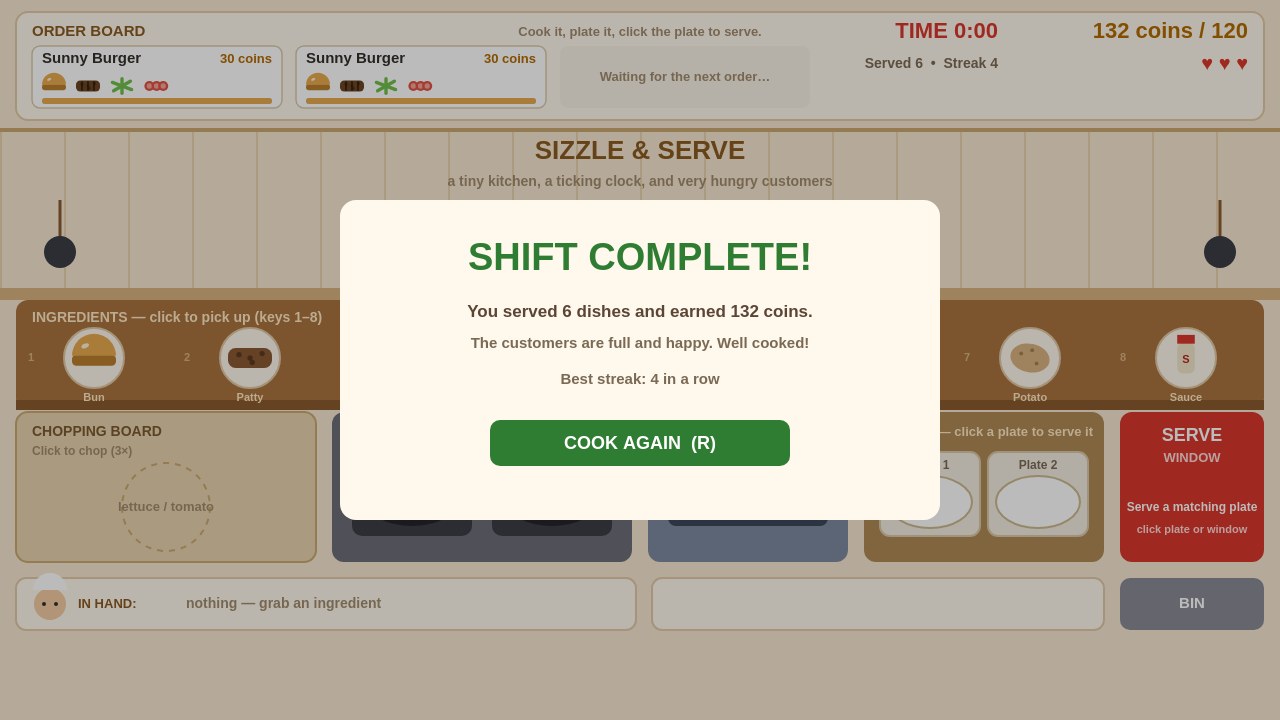 ORDER BOARD
Cook it, plate it, click the plate to serve.
TIME 0:00
132 coins / 120
Sunny Burger 30 coins
Sunny Burger 30 coins
Waiting for the next order…
Served 6 • Streak 4
♥ ♥ ♥
SIZZLE & SERVE
a tiny kitchen, a ticking clock, and very hungry customers
SHIFT COMPLETE!
You served 6 dishes and earned 132 coins.
The customers are full and happy. Well cooked!
Best streak: 4 in a row
COOK AGAIN (R)
INGREDIENTS — click to pick up (keys 1–8)
1 Bun
2 Patty
7 Potato
8 Sauce
S
CHOPPING BOARD
Click to chop (3×)
lettuce / tomato
— click a plate to serve it
1
Plate 2
SERVE
WINDOW
Serve a matching plate
click plate or window
IN HAND: nothing — grab an ingredient
BIN